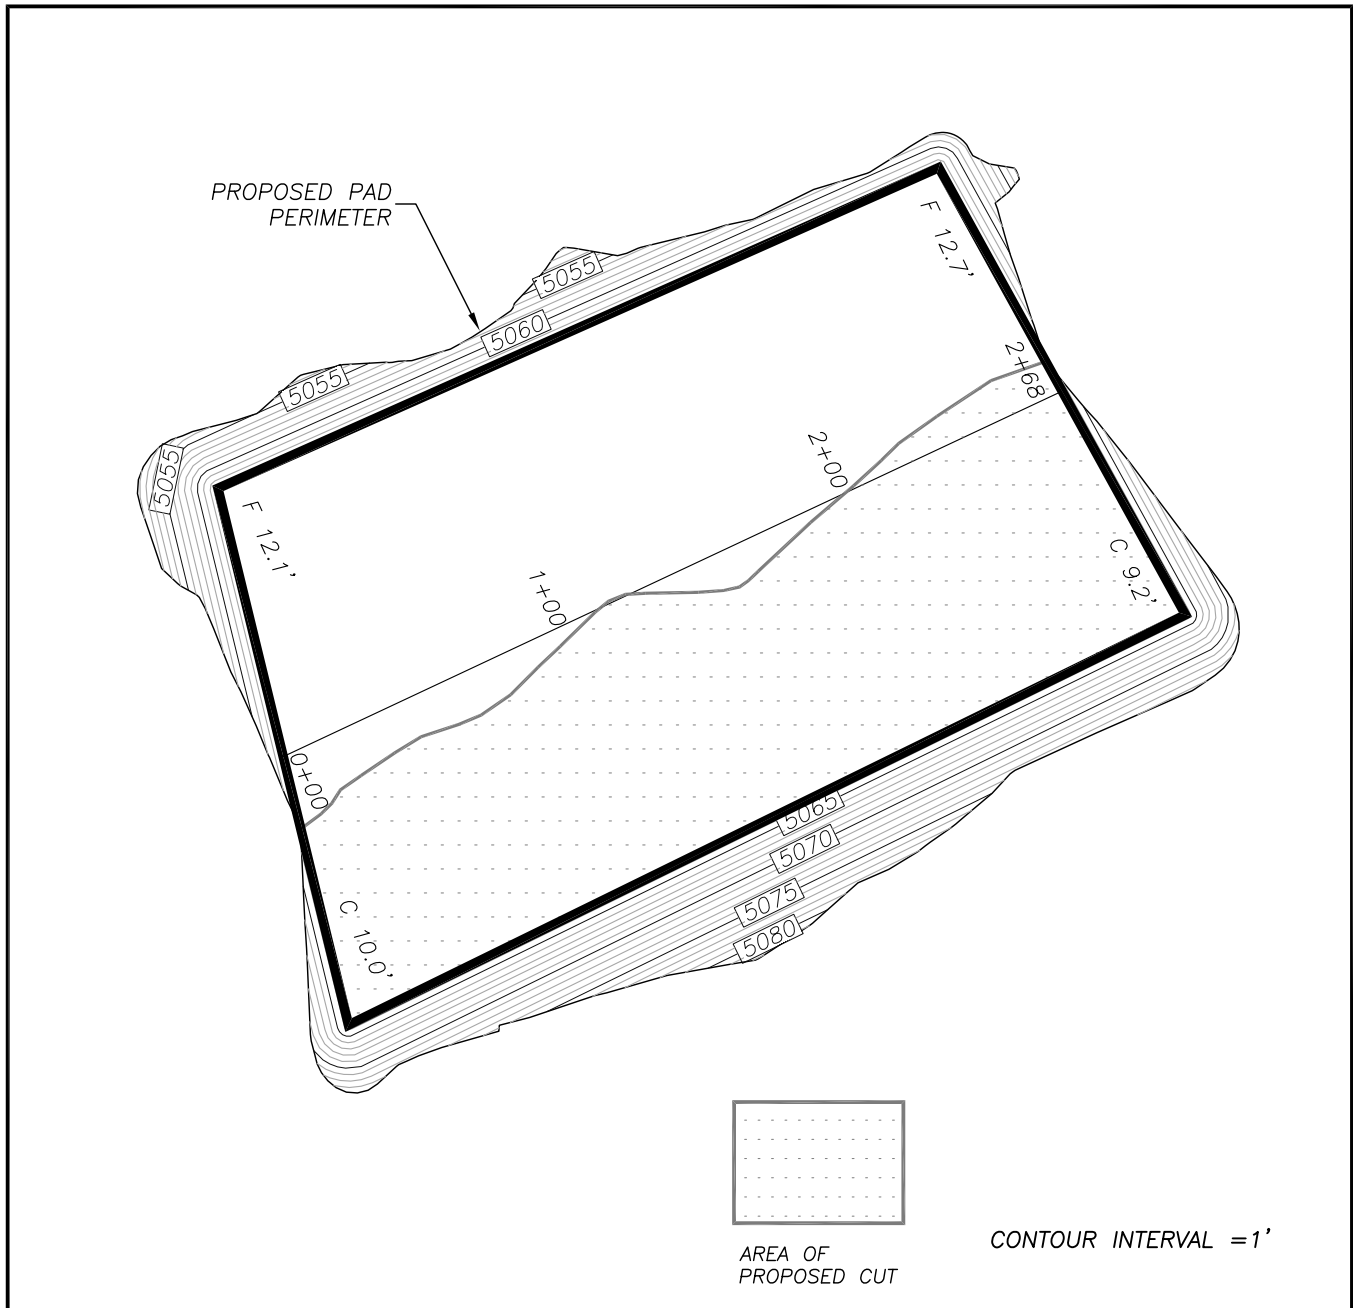 PROPOSED PAD
PERIMETER
5055
5060
5055
5055
F 12.7'
2+68
2+00
F 12.1'
1+00
C 9.2'
0+00
5065
5070
5075
5080
C 10.0'
AREA OF
PROPOSED CUT
CONTOUR INTERVAL =1'